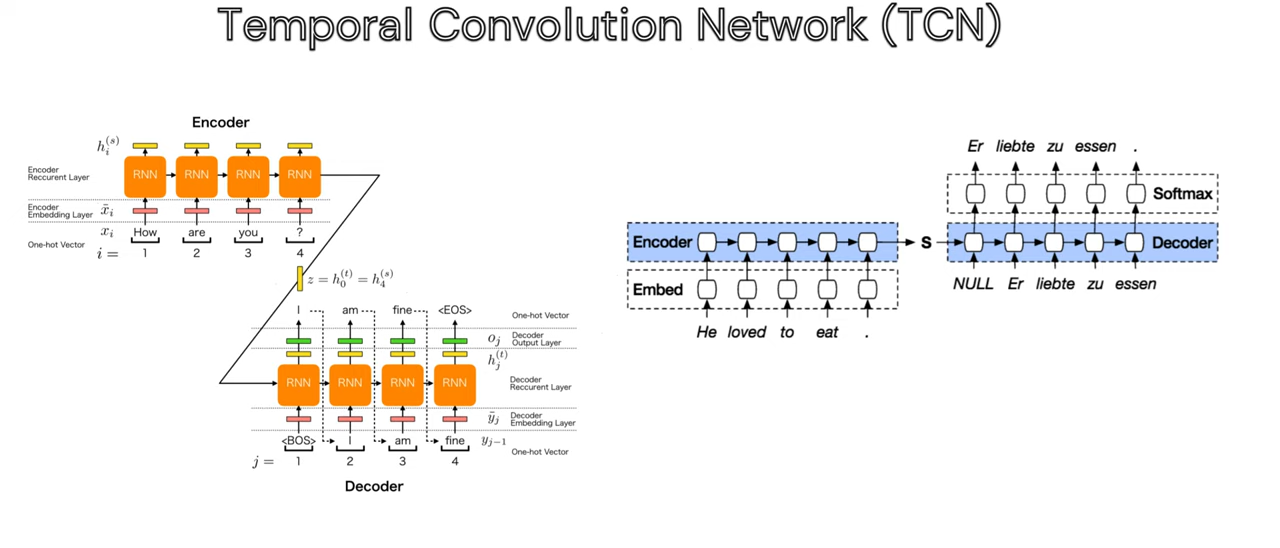 Temporal Convolution Network (TCN)
Encoder
h_i^{(s)}
Encoder
Reccurent Layer
RNN RNN RNN RNN
Encoder
Embedding Layer
x̃_i
x_i How are you ?
One-hot Vector
i = 1 2 3 4
z = h_0^{(t)} = h_4^{(s)}
I am fine <EOS> One-hot Vector
o_j Decoder
Output Layer
h_j^{(t)}
RNN RNN RNN RNN
Decoder
Reccurent Layer
ỹ_j Decoder
Embedding Layer
<BOS> I am fine y_{j-1}
One-hot Vector
j = 1 2 3 4
Decoder
Er liebte zu essen .
Softmax
Encoder S Decoder
NULL Er liebte zu essen
Embed
He loved to eat .